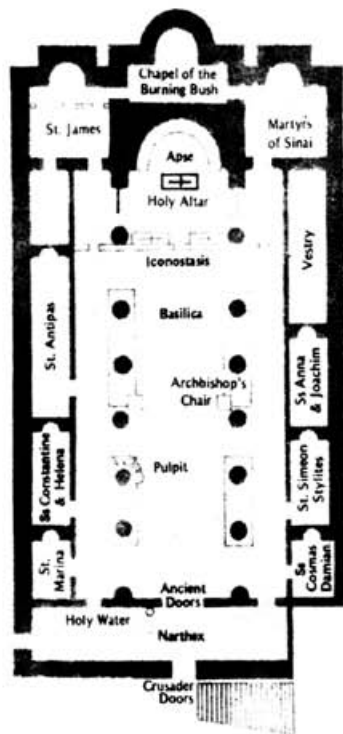 Chapel of the
Burning Bush
St. James
Martyrs
of Sinai
Apse
Holy Altar
Iconostasis
Vestry
St. Antipas
Basilica
Archbishop's
Chair
Ss Anna
& Joachim
Ss Constantine
& Helena
Pulpit
St. Simeon
Stylites
St.
Marina
Ss
Cosmas
Damian
Ancient
Doors
Holy Water
Narthex
Crusader
Doors